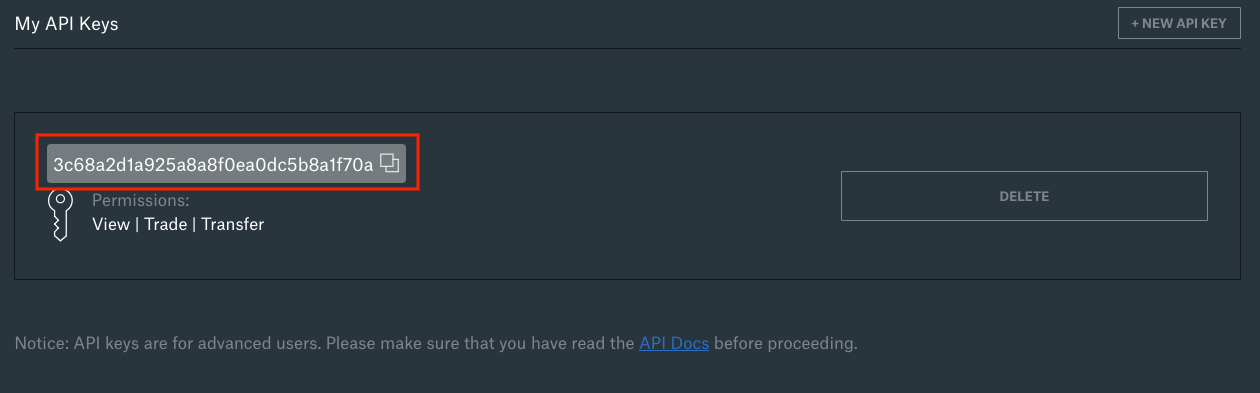 My API Keys
+ NEW API KEY
3c68a2d1a925a8a8f0ea0dc5b8a1f70a
Permissions:
View | Trade | Transfer
DELETE
Notice: API keys are for advanced users. Please make sure that you have read the API Docs before proceeding.